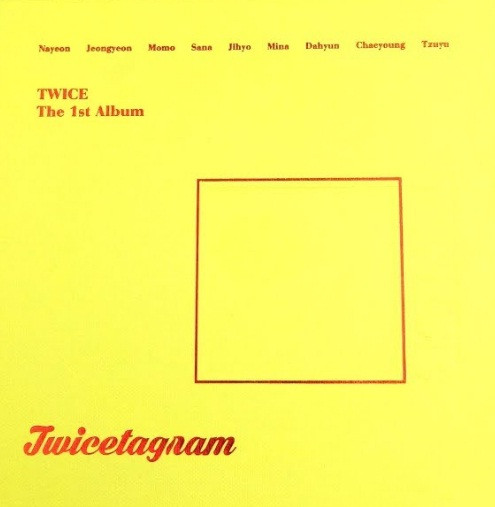 Nayeon Jeongyeon Momo Sana Jihyo Mina Dahyun Chaeyoung Tzuyu
TWICE
The 1st Album
Twicetagram